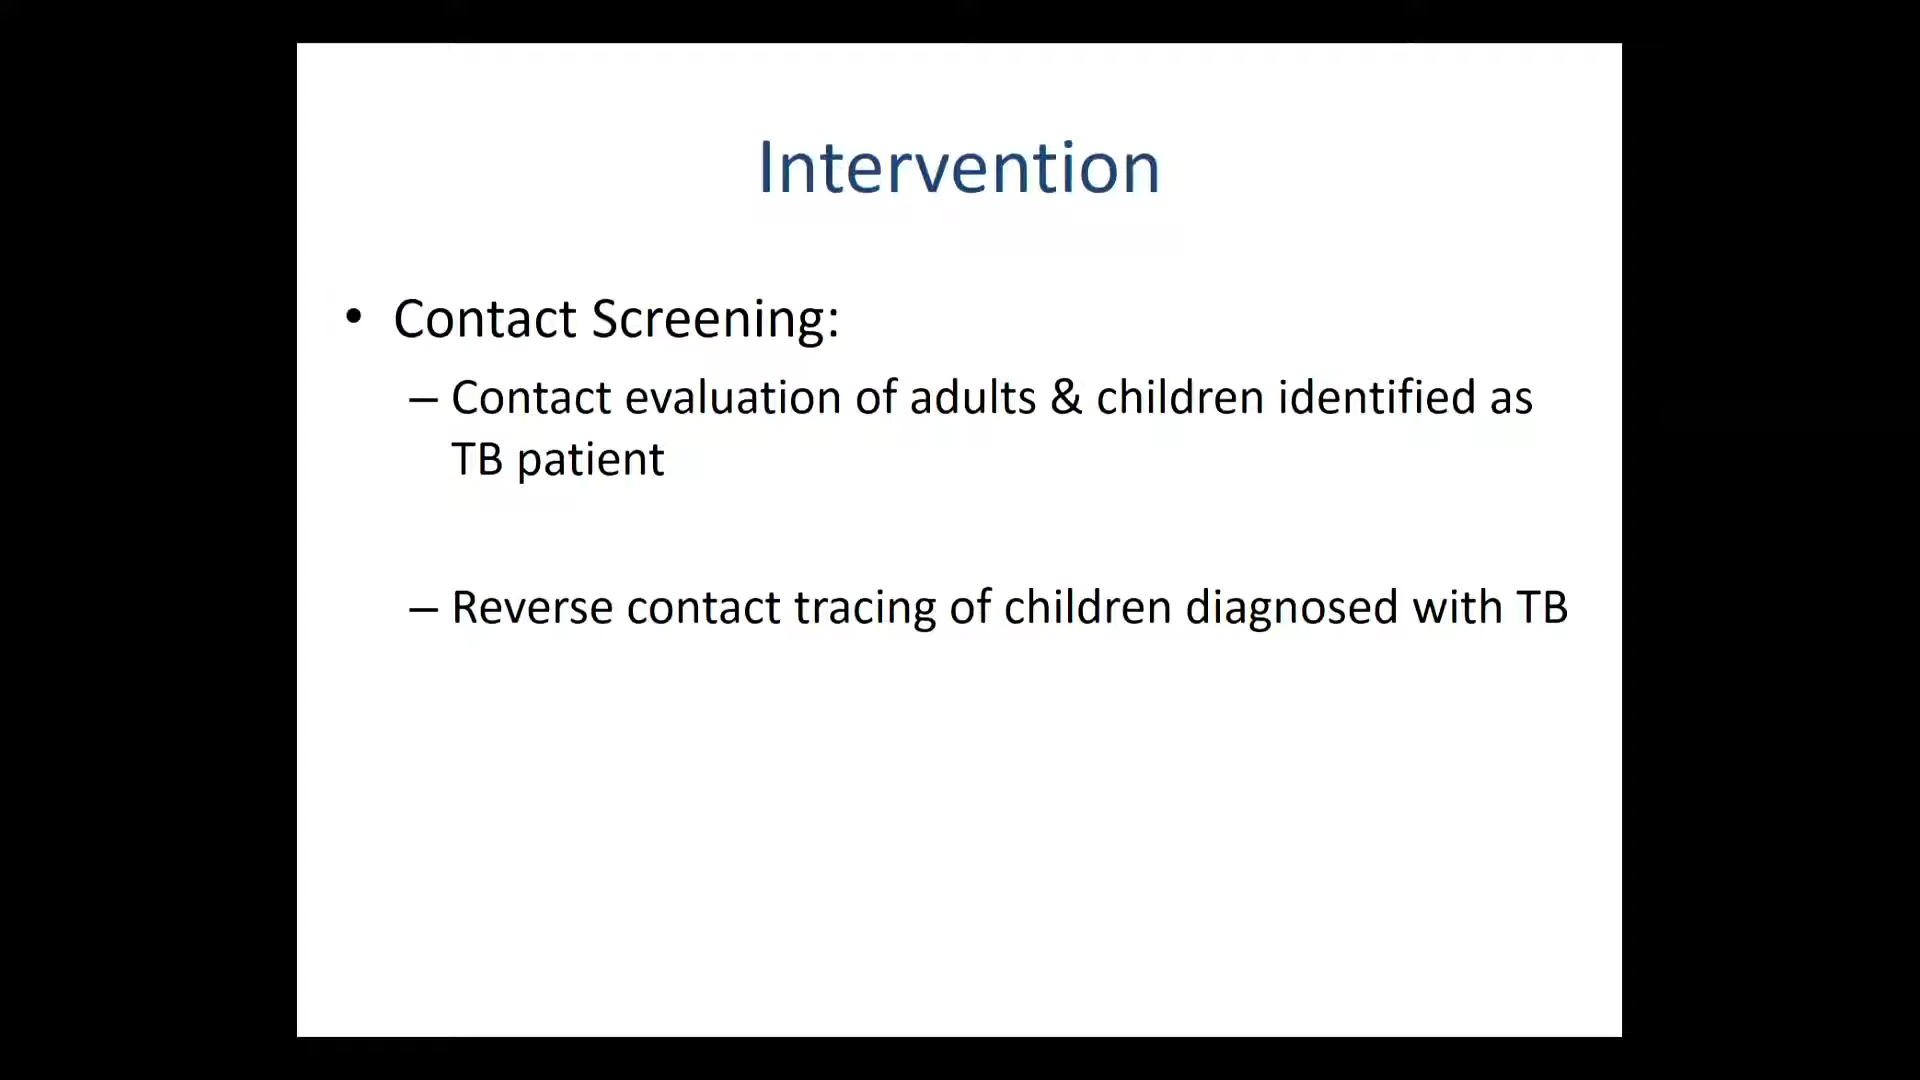 Intervention
• Contact Screening:
– Contact evaluation of adults & children identified as
TB patient
– Reverse contact tracing of children diagnosed with TB